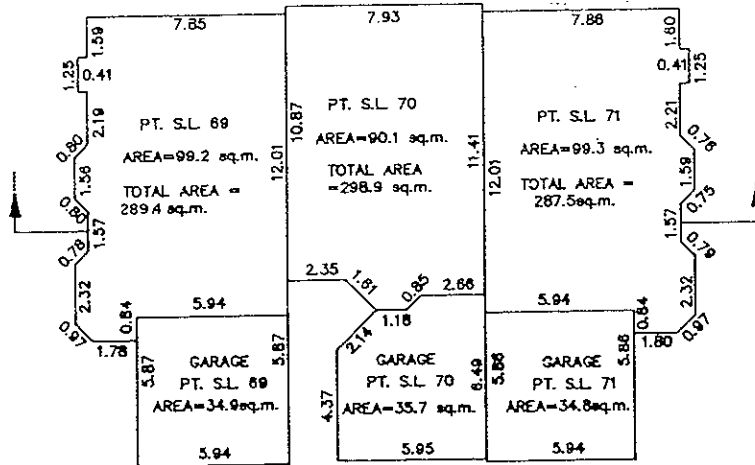 7.85
7.93
7.88
1.59
1.25
0.41
2.19
0.80
1.56
0.80
1.57
0.78
2.32
0.97
1.78
0.84
PT. S.L. 69
AREA=99.2 sq.m.
TOTAL AREA =
289.4 sq.m.
12.01
10.87
PT. S.L. 70
AREA=90.1 sq.m.
TOTAL AREA
=298.9 sq.m.
11.41
12.01
PT. S.L. 71
AREA=99.3 sq.m.
TOTAL AREA =
287.5sq.m.
1.60
0.41
1.25
2.21
0.76
1.59
0.75
1.57
0.79
2.32
0.97
1.80
0.84
5.94
2.35
1.61
1.18
0.85
2.66
5.94
5.87
GARAGE
PT. S.L. 69
AREA=34.9sq.m.
5.87
5.94
2.14
4.37
GARAGE
PT. S.L. 70
AREA=35.7 sq.m.
6.49
5.95
5.86
GARAGE
PT. S.L. 71
AREA=34.8sq.m.
5.86
5.94